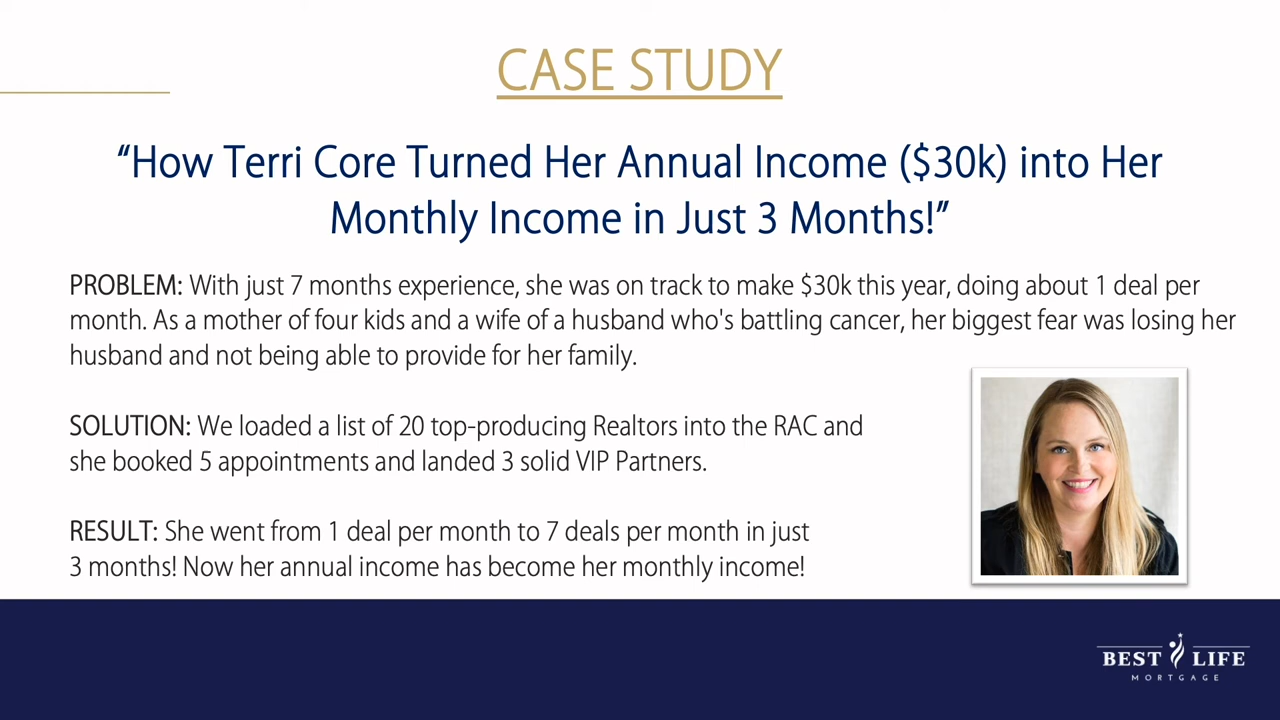 CASE STUDY
“How Terri Core Turned Her Annual Income ($30k) into Her
Monthly Income in Just 3 Months!”
PROBLEM: With just 7 months experience, she was on track to make $30k this year, doing about 1 deal per
month. As a mother of four kids and a wife of a husband who's battling cancer, her biggest fear was losing her
husband and not being able to provide for her family.
SOLUTION: We loaded a list of 20 top-producing Realtors into the RAC and
she booked 5 appointments and landed 3 solid VIP Partners.
RESULT: She went from 1 deal per month to 7 deals per month in just
3 months! Now her annual income has become her monthly income!
BEST LIFE
MORTGAGE